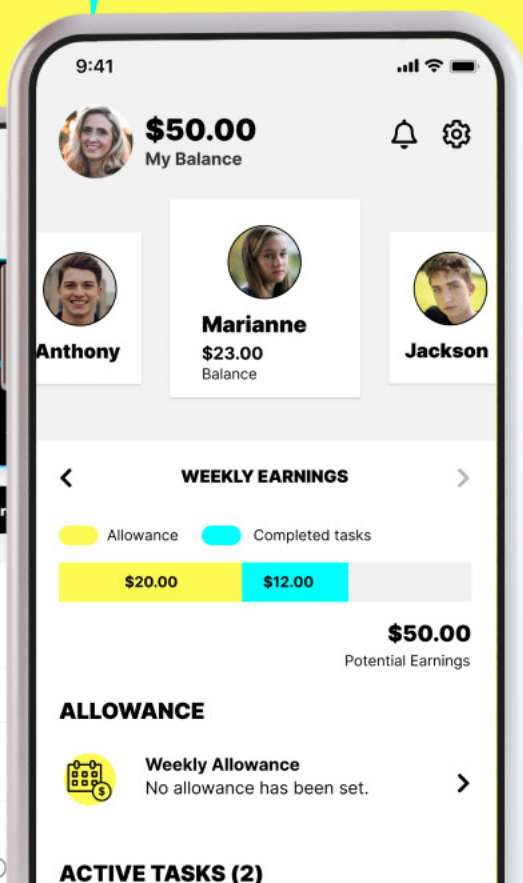 9:41
$50.00
My Balance
Marianne
$23.00
Balance
Anthony
Jackson
WEEKLY EARNINGS
Allowance
Completed tasks
$20.00
$12.00
$50.00
Potential Earnings
ALLOWANCE
Weekly Allowance
No allowance has been set.
ACTIVE TASKS (2)